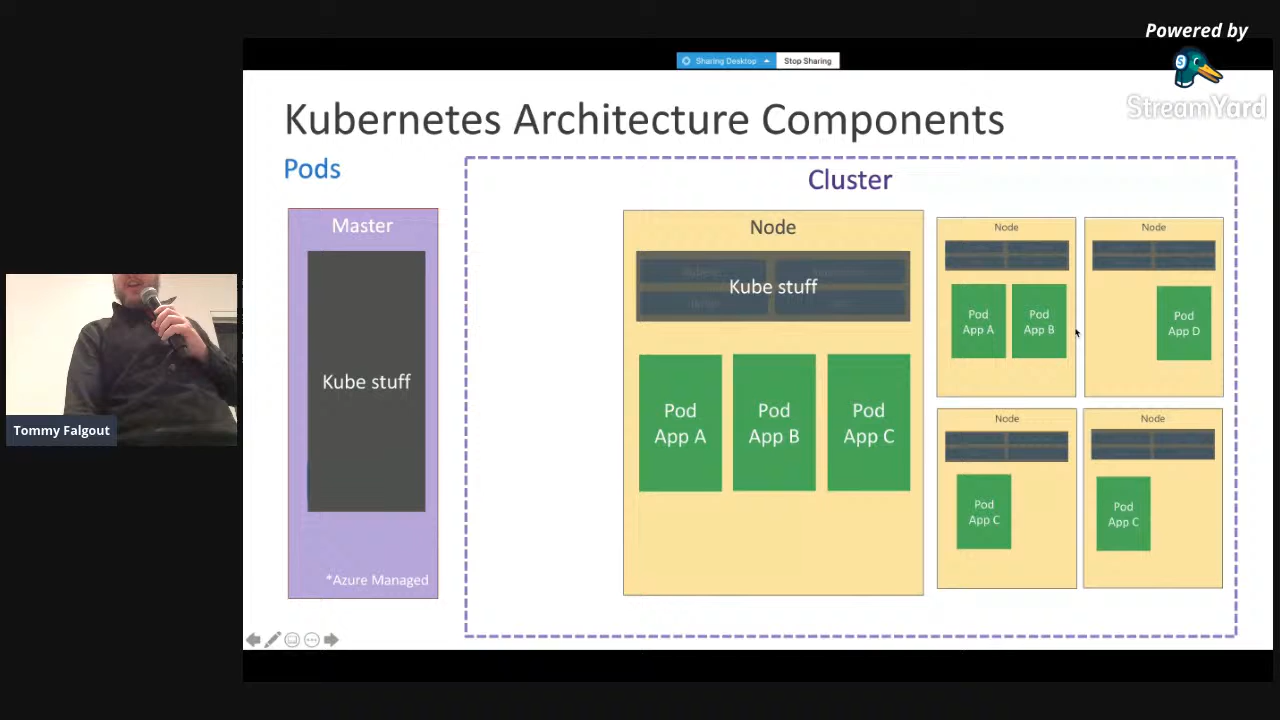 Powered by
StreamYard
Sharing Desktop
Stop Sharing
Kubernetes Architecture Components
Pods
Cluster
Master
Kube stuff
*Azure Managed
Node
Kube stuff
Pod
App A
Pod
App B
Pod
App C
Node
Pod
App A
Pod
App B
Node
Pod
App D
Node
Pod
App C
Node
Pod
App C
Tommy Falgout